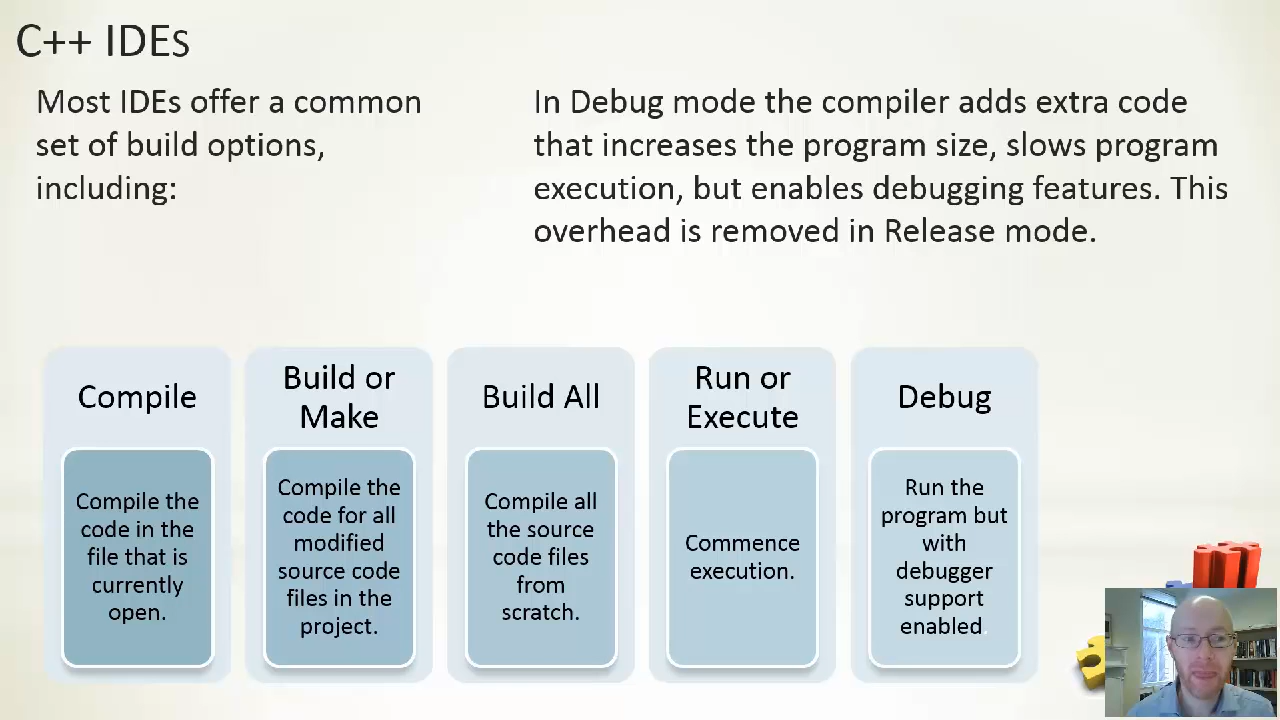 C++ IDEs
Most IDEs offer a common
set of build options,
including:
In Debug mode the compiler adds extra code
that increases the program size, slows program
execution, but enables debugging features. This
overhead is removed in Release mode.
Compile
Compile the
code in the
file that is
currently
open.
Build or
Make
Compile the
code for all
modified
source code
files in the
project.
Build All
Compile all
the source
code files
from
scratch.
Run or
Execute
Commence
execution.
Debug
Run the
program but
with
debugger
support
enabled.